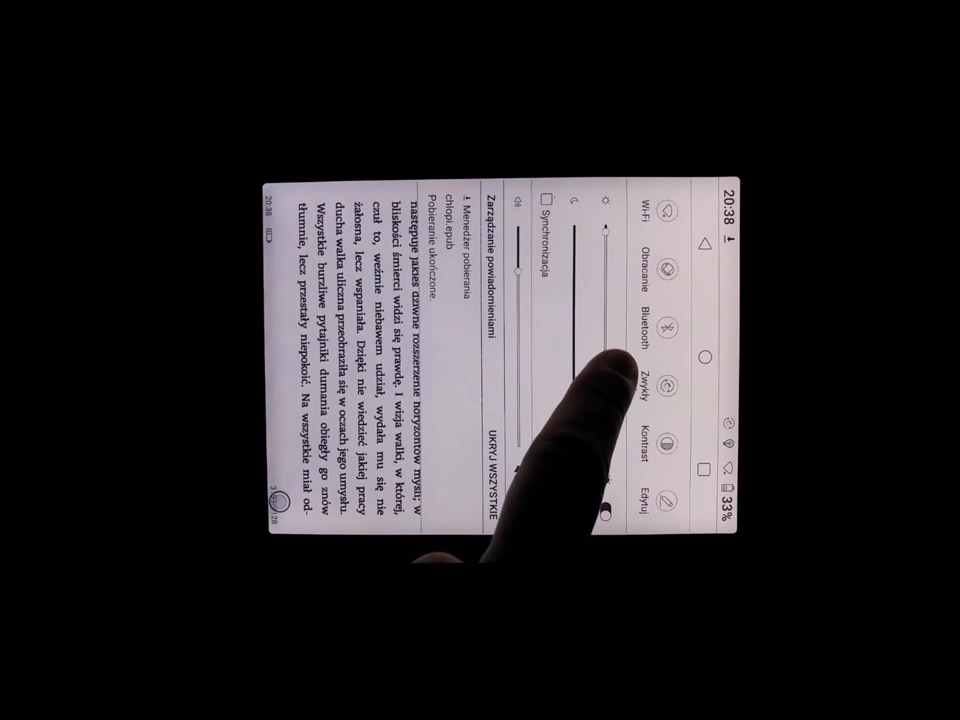 20:38
33%
Wi-Fi Obracanie Bluetooth Zwykły Kontrast Edytuj
Synchronizacja
Zarządzanie powiadomieniami UKRYJ WSZYSTKIE
Menedżer pobierania
chlopi.epub
Pobieranie ukończone.
następuje jakieś dziwne rozszerzenie horyzontów myśli; w
bliskości śmierci widzi się prawdę. I wizja walki, w której,
czuł to, weźmie niebawem udział, wydała mu się nie
żałosna, lecz wspaniała. Dzięki nie wiedzieć jakiej pracy
ducha walka uliczna przeobraziła się w oczach jego umysłu.
Wszystkie burzliwe pytajniki dumania obiegły go znów
tłumnie, lecz przestały niepokoić. Na wszystkie miał od-
20:38